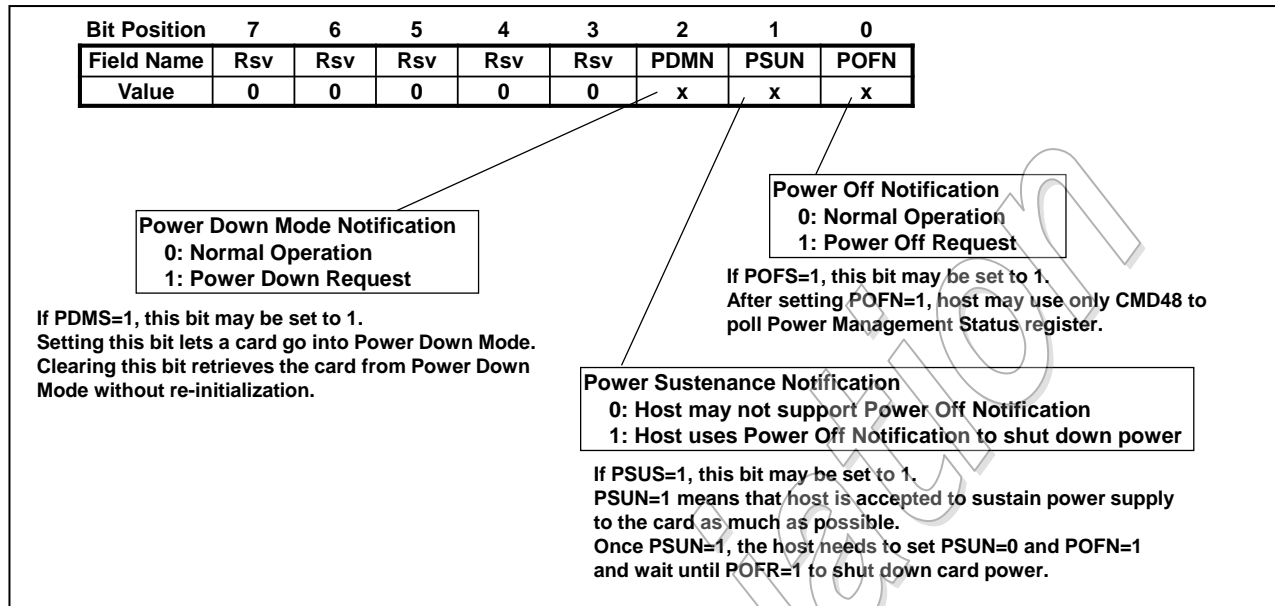 Bit Position 7 6 5 4 3 2 1 0
Field Name Rsv Rsv Rsv Rsv Rsv PDMN PSUN POFN
Value 0 0 0 0 0 x x x
Power Off Notification
0: Normal Operation
1: Power Off Request
If POFS=1, this bit may be set to 1.
After setting POFN=1, host may use only CMD48 to
poll Power Management Status register.
Power Down Mode Notification
0: Normal Operation
1: Power Down Request
If PDMS=1, this bit may be set to 1.
Setting this bit lets a card go into Power Down Mode.
Clearing this bit retrieves the card from Power Down
Mode without re-initialization.
Power Sustenance Notification
0: Host may not support Power Off Notification
1: Host uses Power Off Notification to shut down power
If PSUS=1, this bit may be set to 1.
PSUN=1 means that host is accepted to sustain power supply
to the card as much as possible.
Once PSUN=1, the host needs to set PSUN=0 and POFN=1
and wait until POFR=1 to shut down card power.
iation